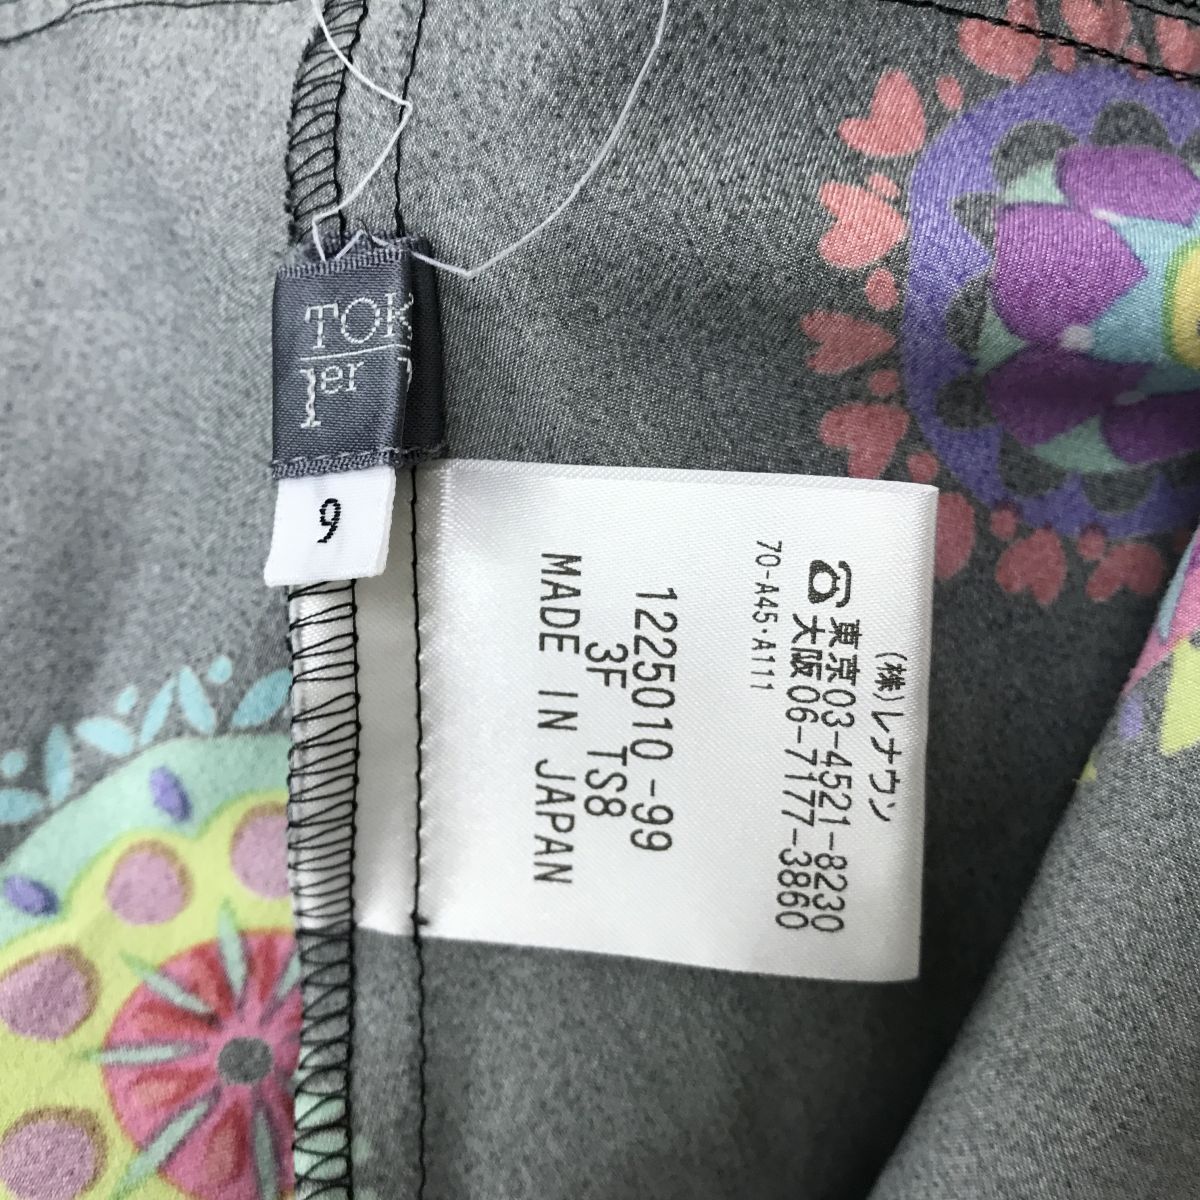 TOK
1er
9
(株)レナウン
東京03-4521-8230
大阪06-7177-3860
70-A45・A111
1225010 -99
3F TS8
MADE IN JAPAN